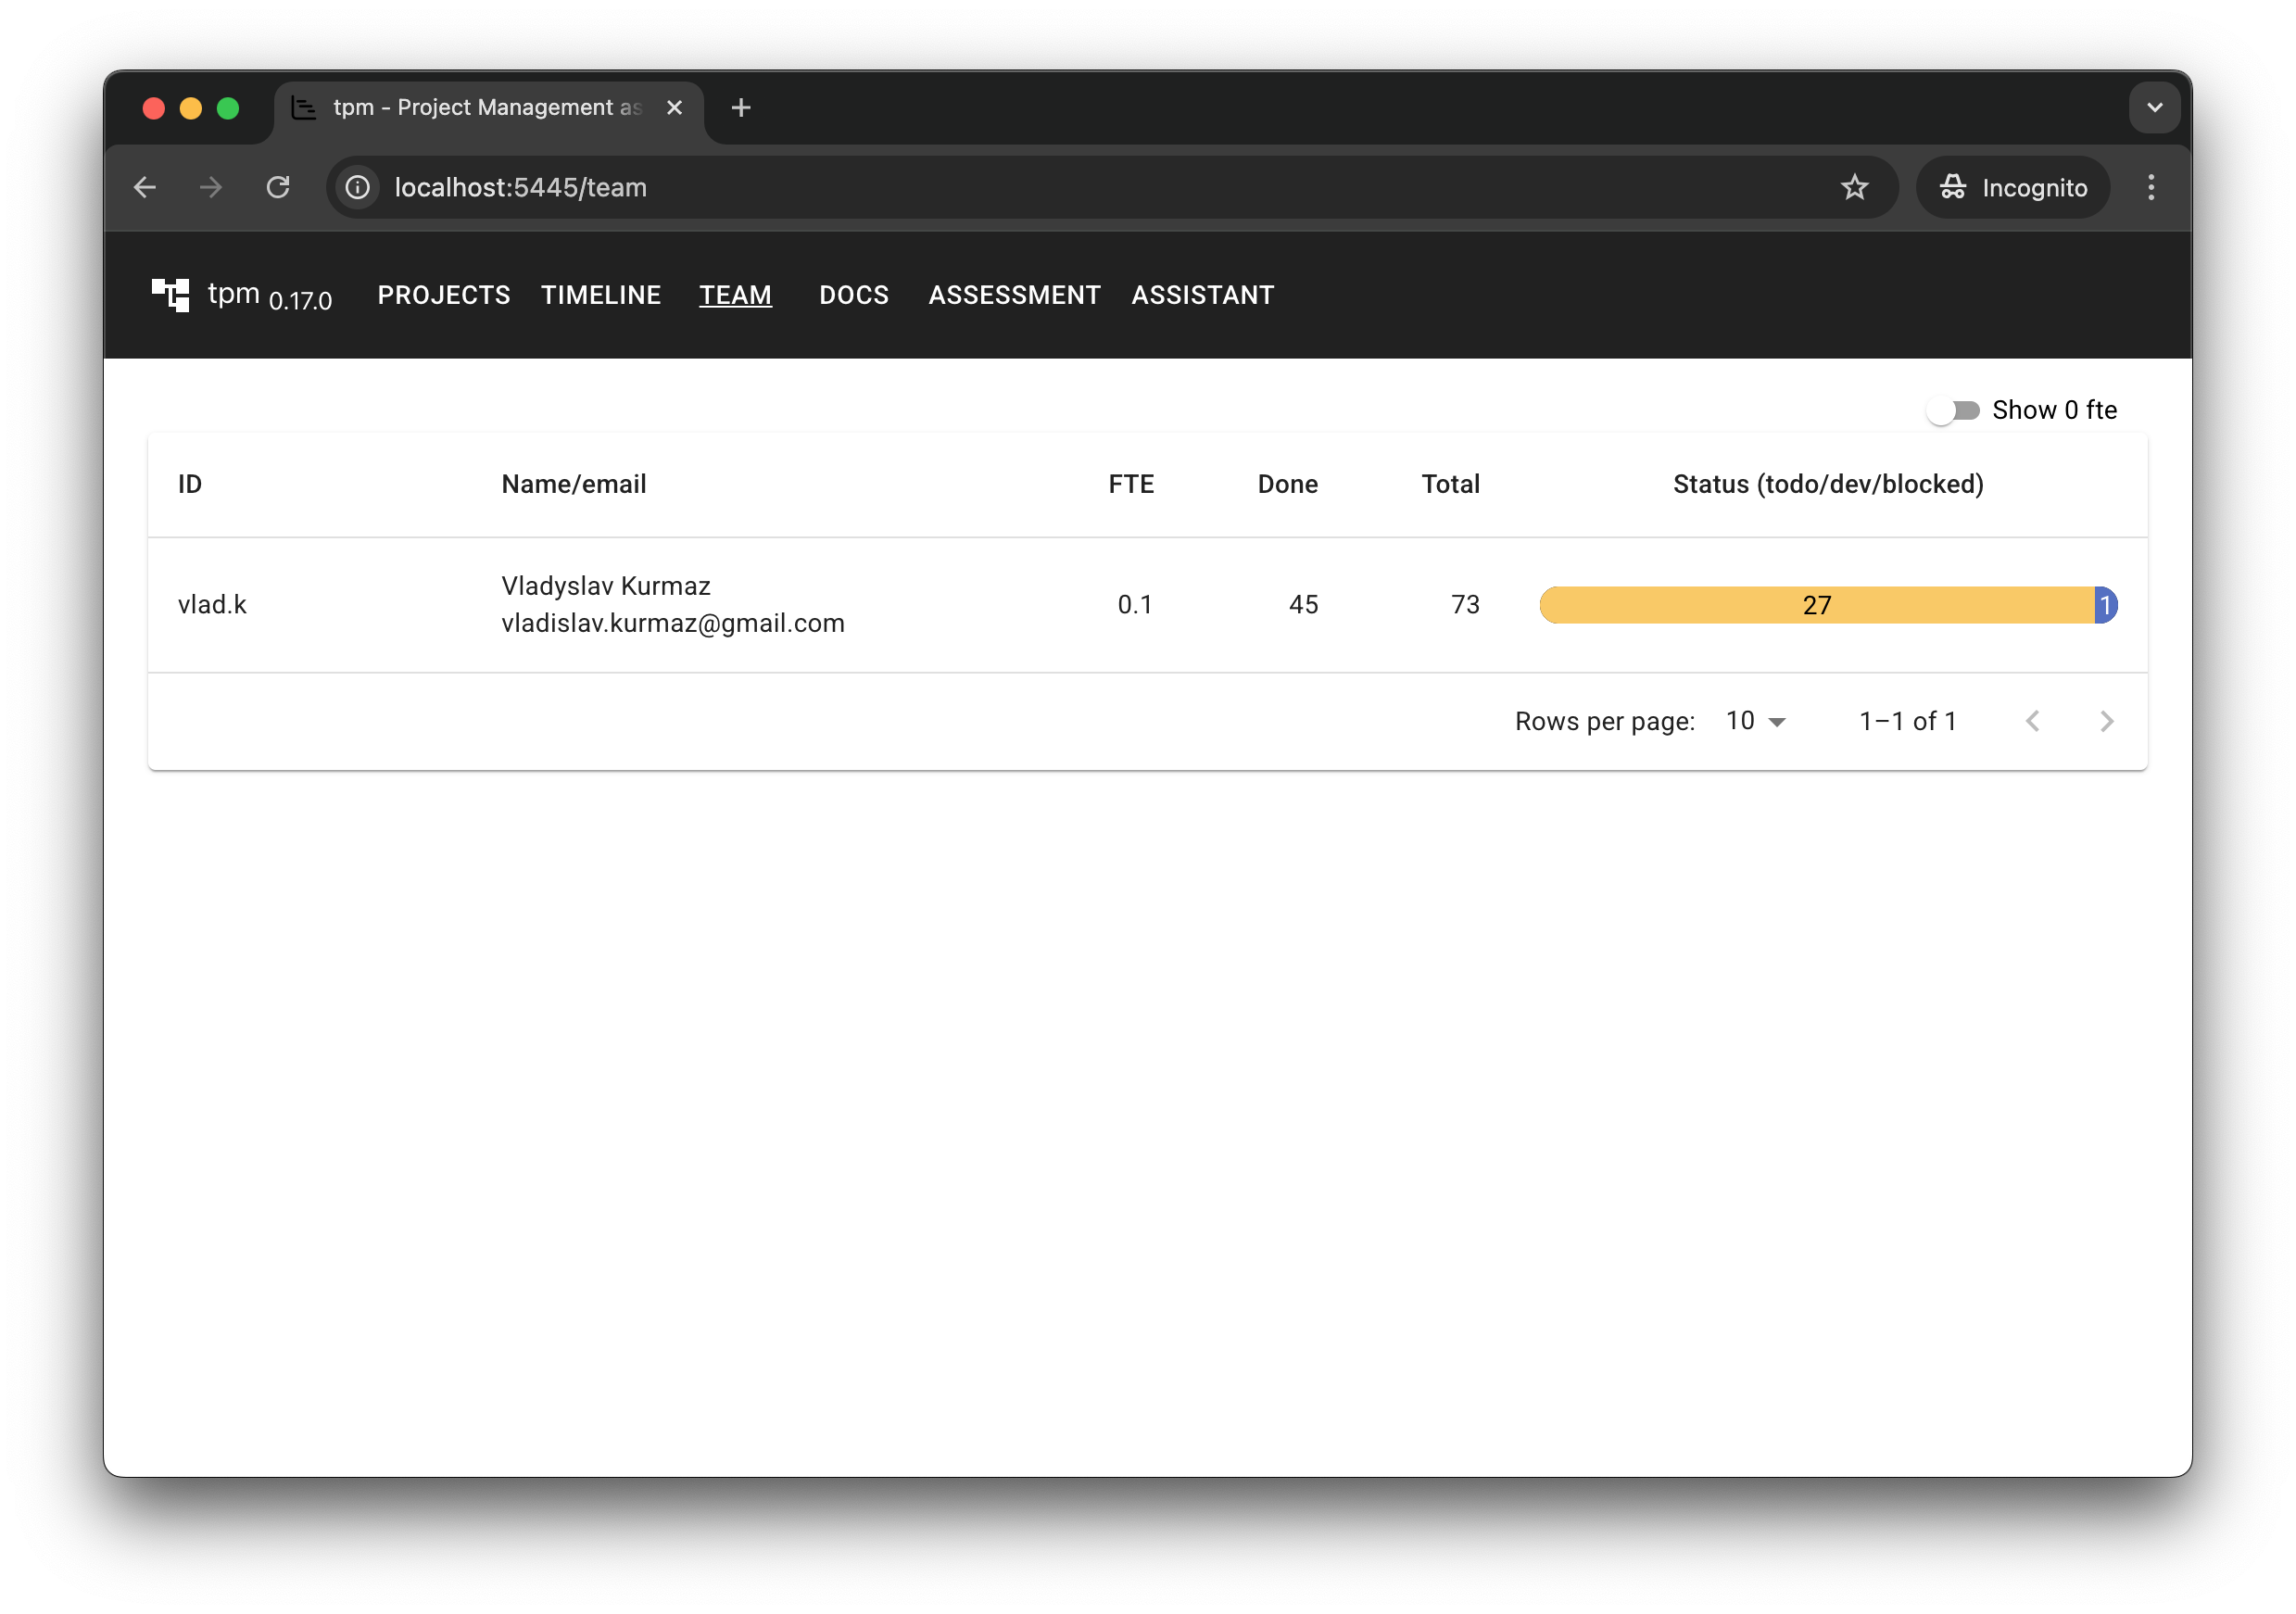 tpm - Project Management as
localhost:5445/team
Incognito
tpm 0.17.0 PROJECTS TIMELINE TEAM DOCS ASSESSMENT ASSISTANT
Show 0 fte
ID Name/email FTE Done Total Status (todo/dev/blocked)
vlad.k Vladyslav Kurmaz 0.1 45 73 27 1
vladislav.kurmaz@gmail.com
Rows per page: 10 1–1 of 1